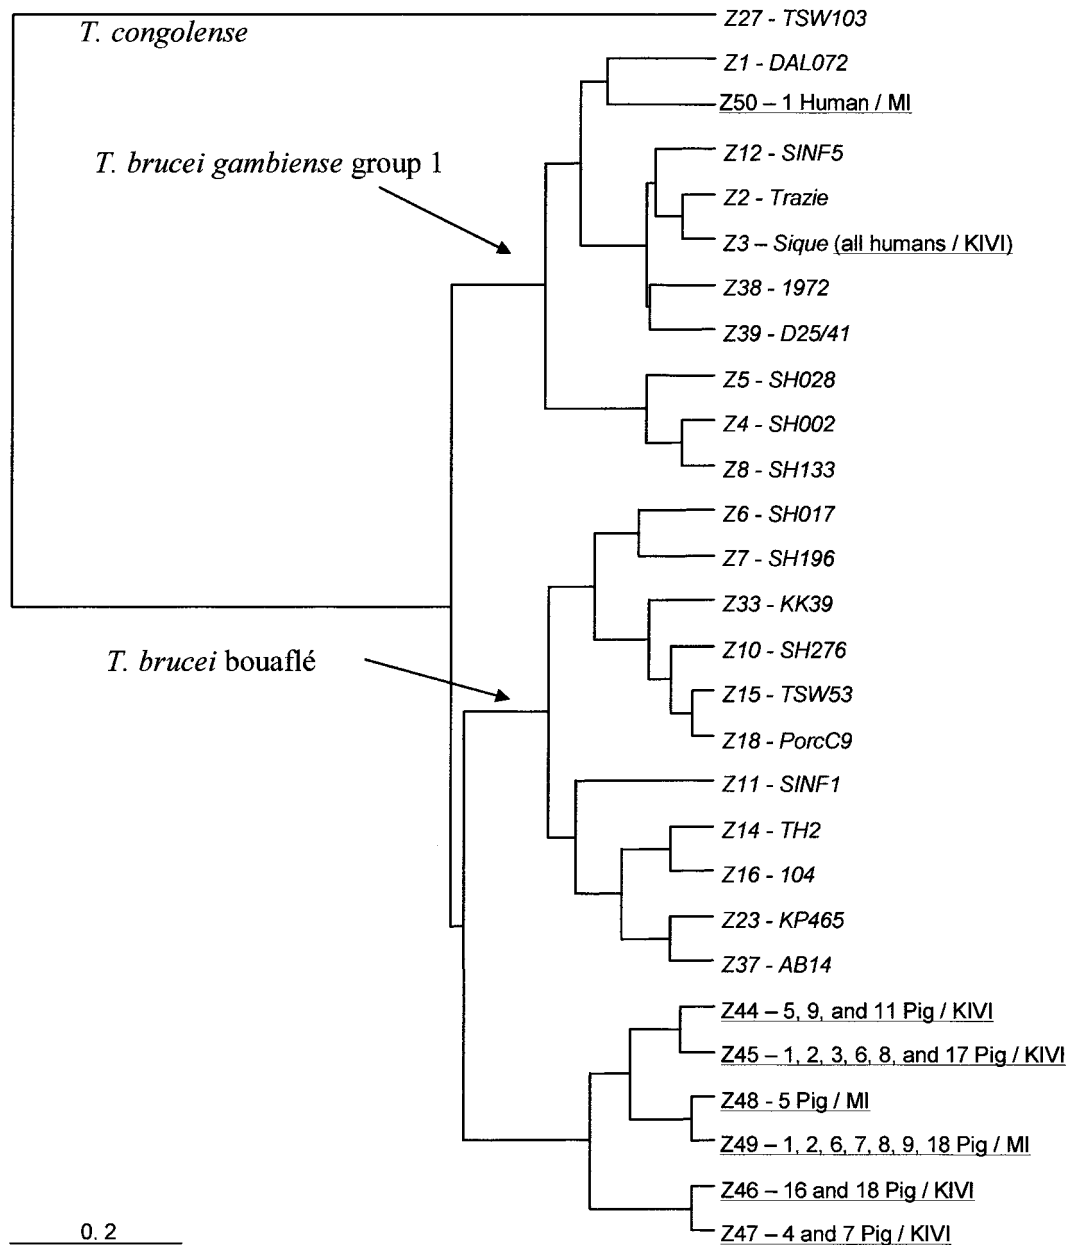 Z27 - TSW103
T. congolense
Z1 - DAL072
Z50 – 1 Human / MI
Z12 - SINF5
T. brucei gambiense group 1
Z2 - Trazie
Z3 – Sique (all humans / KIVI)
Z38 - 1972
Z39 - D25/41
Z5 - SH028
Z4 - SH002
Z8 - SH133
Z6 - SH017
Z7 - SH196
Z33 - KK39
Z10 - SH276
T. brucei bouaflé
Z15 - TSW53
Z18 - PorcC9
Z11 - SINF1
Z14 - TH2
Z16 - 104
Z23 - KP465
Z37 - AB14
Z44 – 5, 9, and 11 Pig / KIVI
Z45 – 1, 2, 3, 6, 8, and 17 Pig / KIVI
Z48 - 5 Pig / MI
Z49 – 1, 2, 6, 7, 8, 9, 18 Pig / MI
Z46 – 16 and 18 Pig / KIVI
Z47 – 4 and 7 Pig / KIVI
0. 2